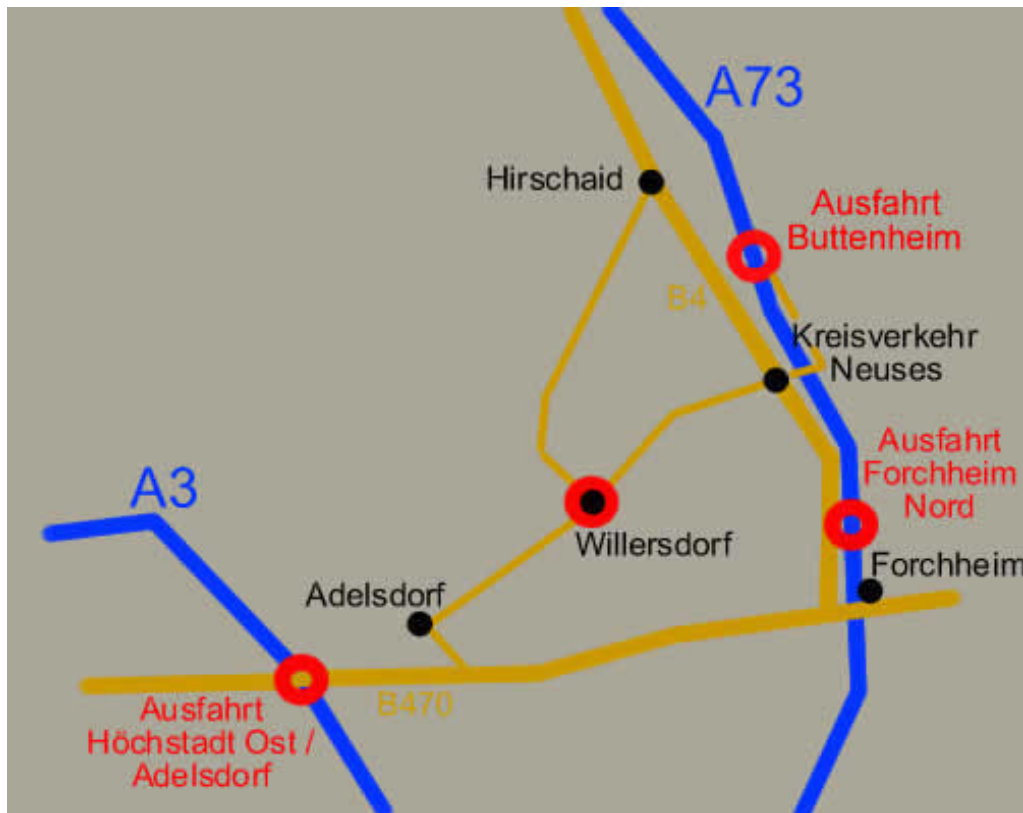 A73
Hirschaid
Ausfahrt
Buttenheim
B4
Kreisverkehr
Neuses
Ausfahrt
Forchheim
Nord
A3
Willersdorf
Forchheim
Adelsdorf
B470
Ausfahrt
Höchstadt Ost /
Adelsdorf